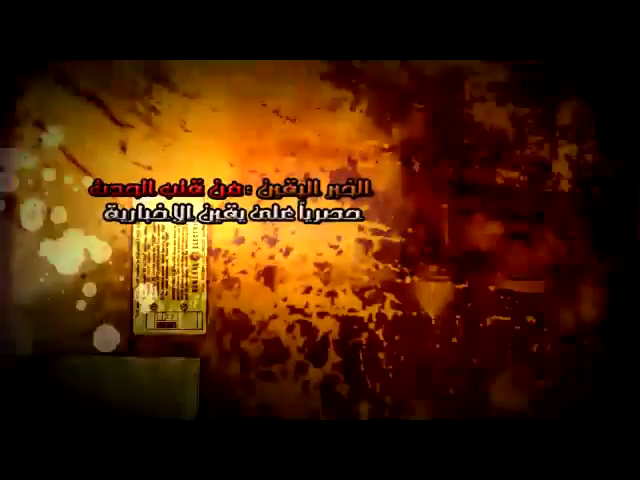 الخبر اليقين : من قلب الحدث
حصرياً على يقين الإخبارية